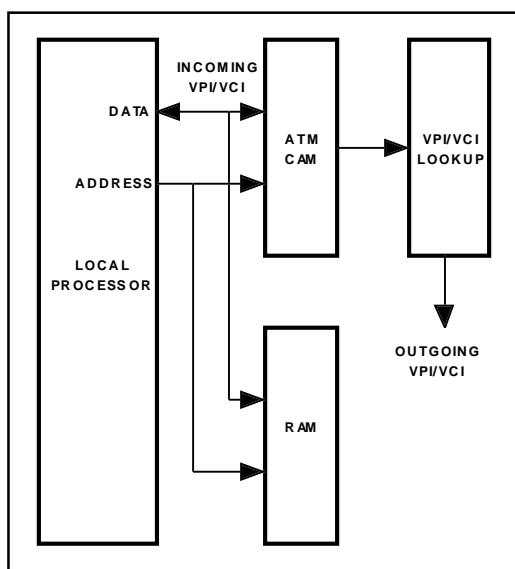 INCOMING
VPI/VCI
DATA
ADDRESS
LOCAL
PROCESSOR
ATM
CAM
VPI/VCI
LOOKUP
OUTGOING
VPI/VCI
RAM